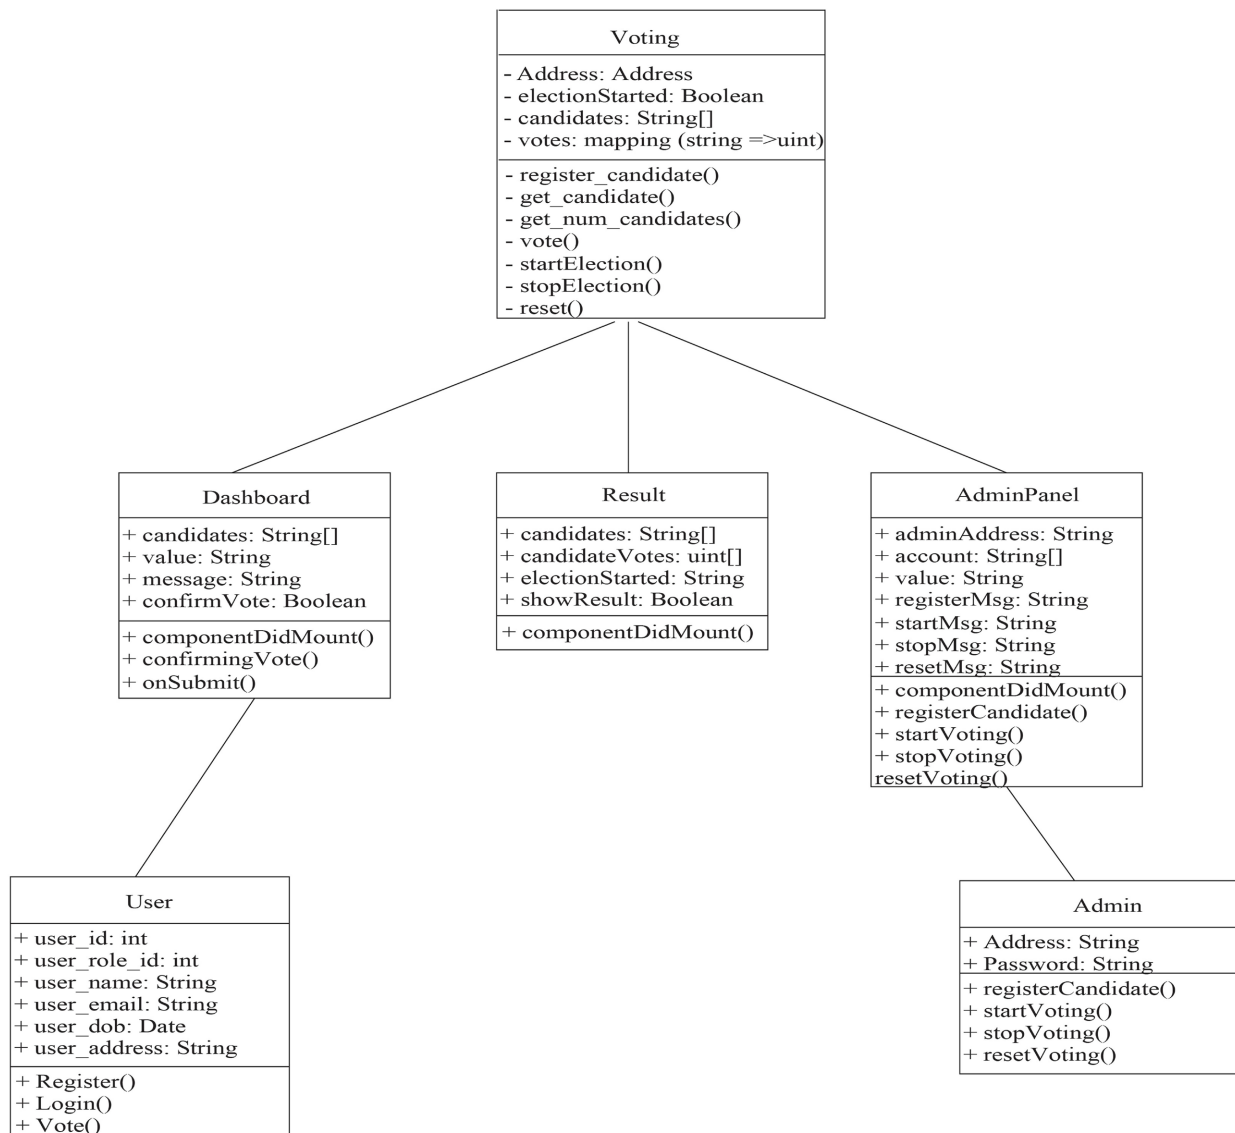 Voting
- Address: Address
- electionStarted: Boolean
- candidates: String[]
- votes: mapping (string =>uint)
- register_candidate()
- get_candidate()
- get_num_candidates()
- vote()
- startElection()
- stopElection()
- reset()
Dashboard
+ candidates: String[]
+ value: String
+ message: String
+ confirmVote: Boolean
+ componentDidMount()
+ confirmingVote()
+ onSubmit()
Result
+ candidates: String[]
+ candidateVotes: uint[]
+ electionStarted: String
+ showResult: Boolean
+ componentDidMount()
AdminPanel
+ adminAddress: String
+ account: String[]
+ value: String
+ registerMsg: String
+ startMsg: String
+ stopMsg: String
+ resetMsg: String
+ componentDidMount()
+ registerCandidate()
+ startVoting()
+ stopVoting()
resetVoting()
User
+ user_id: int
+ user_role_id: int
+ user_name: String
+ user_email: String
+ user_dob: Date
+ user_address: String
+ Register()
+ Login()
+ Vote()
Admin
+ Address: String
+ Password: String
+ registerCandidate()
+ startVoting()
+ stopVoting()
+ resetVoting()